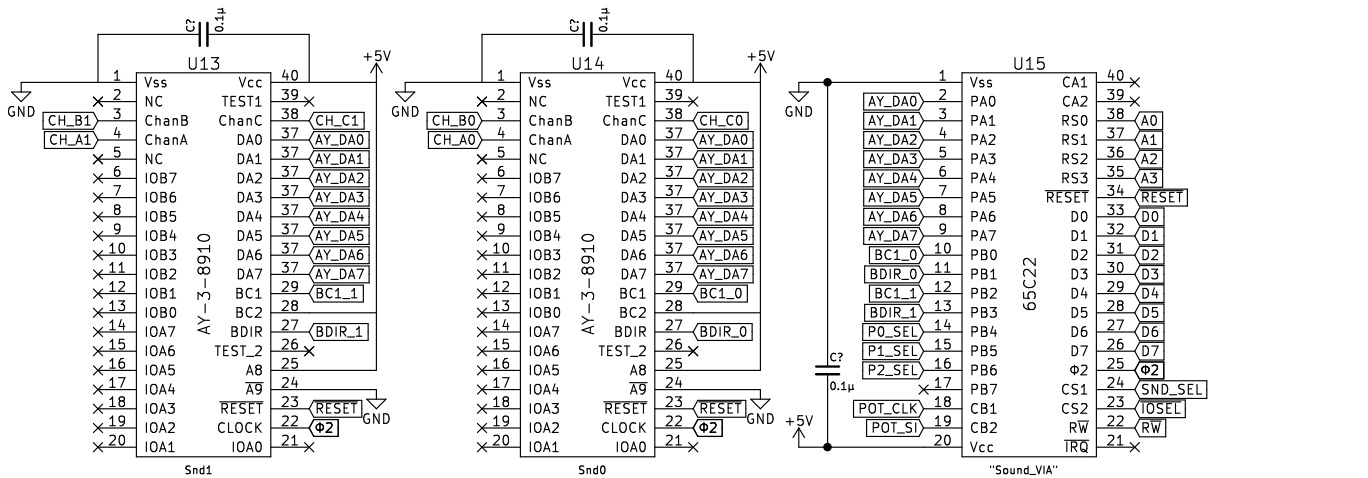 C? 0.1µ C? 0.1µ
U13 +5V U14 +5V U15
1 Vss Vcc 40 1 Vss Vcc 40 1 Vss CA1 40
GND 2 NC TEST1 39 GND 2 NC TEST1 39 GND AY_DA0 2 PA0 CA2 39
CH_B1 3 ChanB ChanC 38 CH_C1 CH_B0 3 ChanB ChanC 38 CH_C0 AY_DA1 3 PA1 RS0 38 A0
CH_A1 4 ChanA DA0 37 AY_DA0 CH_A0 4 ChanA DA0 37 AY_DA0 AY_DA2 4 PA2 RS1 37 A1
5 NC DA1 37 AY_DA1 5 NC DA1 37 AY_DA1 AY_DA3 5 PA3 RS2 36 A2
6 IOB7 DA2 37 AY_DA2 6 IOB7 DA2 37 AY_DA2 AY_DA4 6 PA4 RS3 35 A3
7 IOB6 DA3 37 AY_DA3 7 IOB6 DA3 37 AY_DA3 AY_DA5 7 PA5 RESET 34 RESET
8 IOB5 DA4 37 AY_DA4 8 IOB5 DA4 37 AY_DA4 AY_DA6 8 PA6 D0 33 D0
9 IOB4 DA5 37 AY_DA5 9 IOB4 DA5 37 AY_DA5 AY_DA7 9 PA7 D1 32 D1
10 IOB3 DA6 37 AY_DA6 10 IOB3 DA6 37 AY_DA6 BC1_0 10 PB0 D2 31 D2
11 IOB2 DA7 37 AY_DA7 11 IOB2 DA7 37 AY_DA7 BDIR_0 11 PB1 D3 30 D3
12 IOB1 BC1 29 BC1_1 12 IOB1 BC1 29 BC1_0 BC1_1 12 PB2 D4 29 D4
13 IOB0 BC2 28 13 IOB0 BC2 28 BDIR_1 13 PB3 D5 28 D5
14 IOA7 BDIR 27 BDIR_1 14 IOA7 BDIR 27 BDIR_0 P0_SEL 14 PB4 D6 27 D6
15 IOA6 TEST_2 26 15 IOA6 TEST_2 26 P1_SEL 15 PB5 D7 26 D7
16 IOA5 A8 25 16 IOA5 A8 25 C? P2_SEL 16 PB6 Φ2 25 Φ2
17 IOA4 A9 24 17 IOA4 A9 24 0.1µ 17 PB7 CS1 24 SND_SEL
18 IOA3 RESET 23 RESET GND 18 IOA3 RESET 23 RESET GND POT_CLK 18 CB1 CS2 23 IOSEL
19 IOA2 CLOCK 22 Φ2 19 IOA2 CLOCK 22 Φ2 +5V POT_SI 19 CB2 RW 22 RW
20 IOA1 IOA0 21 20 IOA1 IOA0 21 20 Vcc IRQ 21
AY-3-8910 AY-3-8910 65C22
Snd1 Snd0 "Sound_VIA"